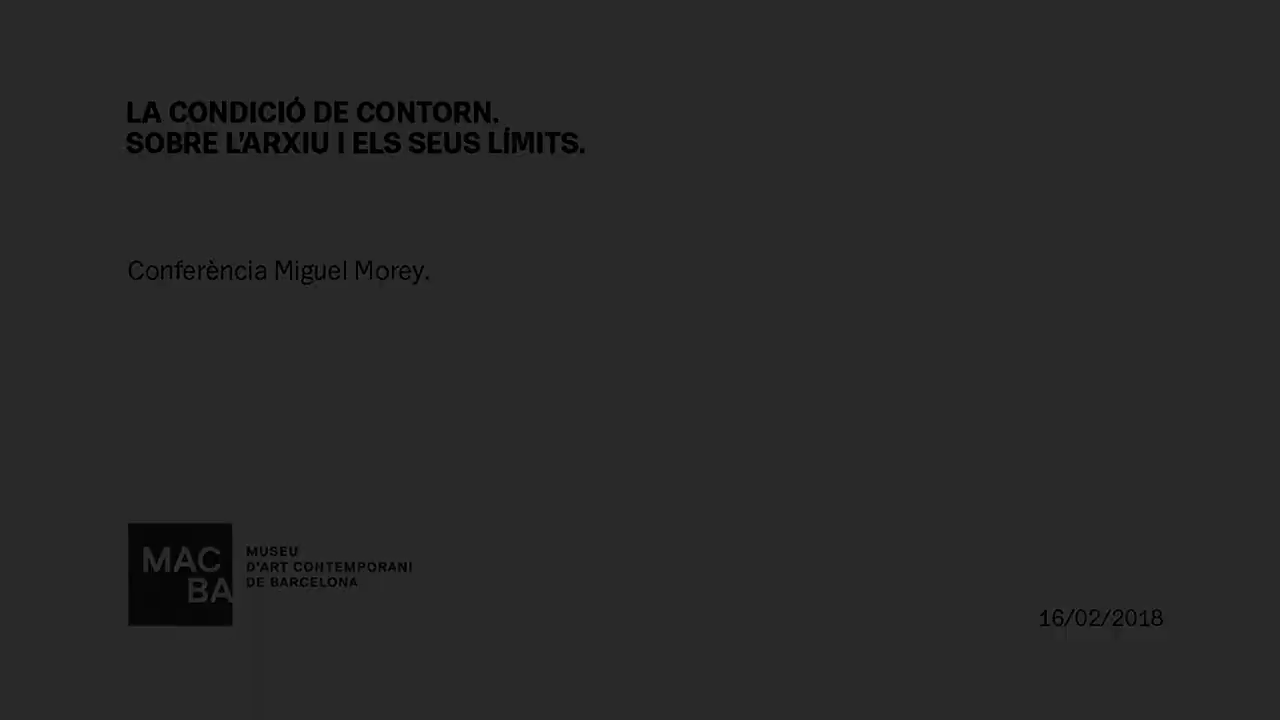 LA CONDICIÓ DE CONTORN.
SOBRE L'ARXIU I ELS SEUS LÍMITS.
Conferència Miguel Morey.
MAC
BA
MUSEU
D'ART CONTEMPORANI
DE BARCELONA
16/02/2018